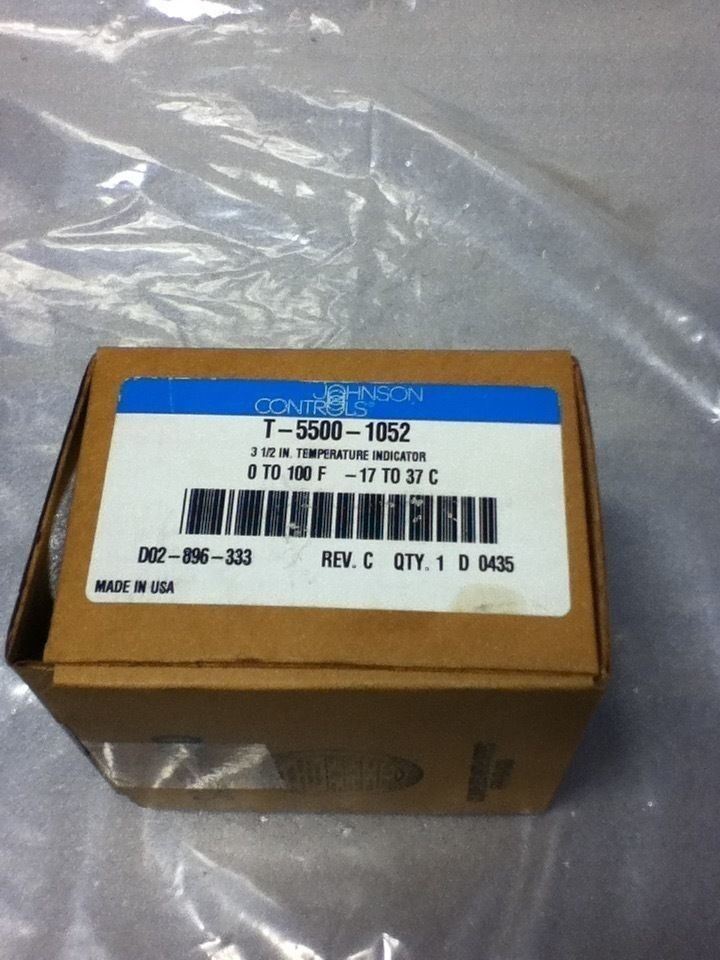 JOHNSON
CONTROLS
T-5500-1052
3 1/2 IN. TEMPERATURE INDICATOR
0 TO 100 F -17 TO 37 C
D02-896-333 REV. C QTY. 1 D 0435
MADE IN USA